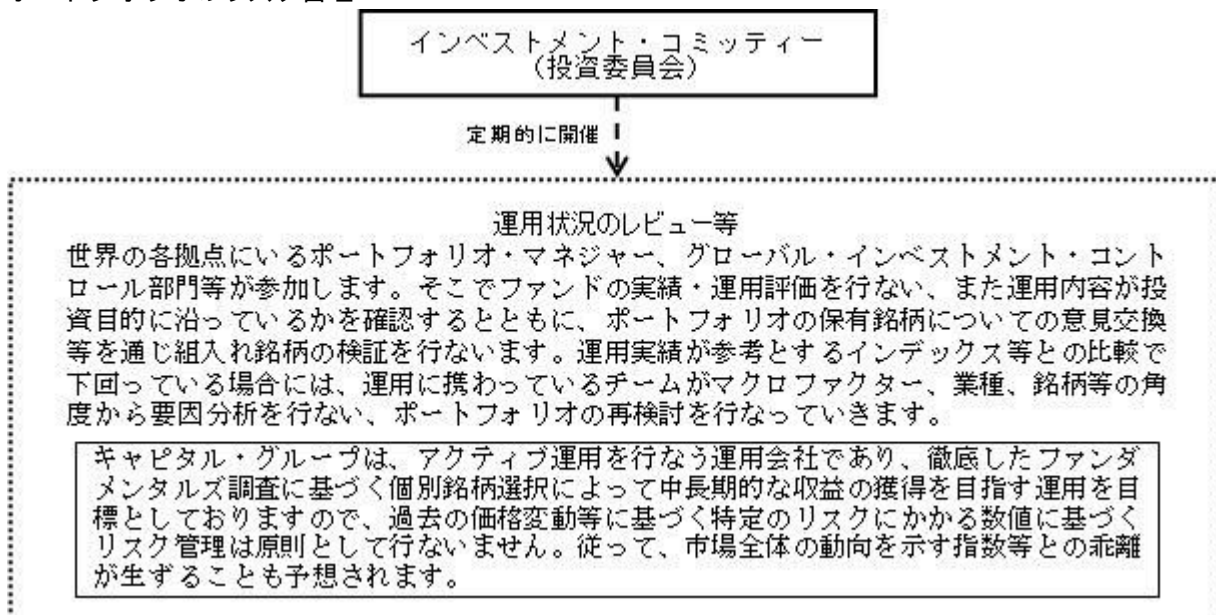 インベストメント・コミッティー
（投資委員会）
定期的に開催
運用状況のレビュー等
世界の各拠点にいるポートフォリオ・マネジャー、グローバル・インベストメント・コント
ロール部門等が参加します。そこでファンドの実績・運用評価を行ない、また運用内容が投
資目的に沿っているかを確認するとともに、ポートフォリオの保有銘柄についての意見交換
等を通じ組入れ銘柄の検証を行ないます。運用実績が参考とするインデックス等との比較で
下回っている場合には、運用に携わっているチームがマクロファクター、業種、銘柄等の角
度から要因分析を行ない、ポートフォリオの再検討を行なっていきます。
キャピタル・グループは、アクティブ運用を行なう運用会社であり、徹底したファンダ
メンタルズ調査に基づく個別銘柄選択によって中長期的な収益の獲得を目指す運用を目
標としておりますので、過去の価格変動等に基づく特定のリスクにかかる数値に基づく
リスク管理は原則として行ないません。従って、市場全体の動向を示す指数等との乖離
が生ずることも予想されます。